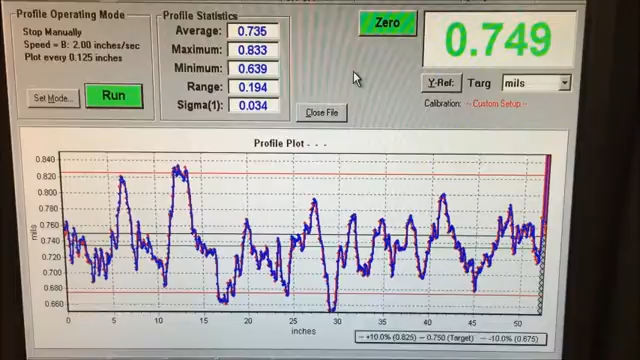 Profile Operating Mode
Stop Manually
Speed = B: 2.00 inches/sec
Plot every 0.125 inches
Set Mode...
Run
Profile Statistics
Average: 0.735
Maximum: 0.833
Minimum: 0.639
Range: 0.194
Sigma(1): 0.034
Zero
Close File
0.749
Y-Ref: Targ mils
Calibration: ~ Custom Setup ~
Profile Plot - - -
0.840
0.820
0.800
0.780
0.760
0.740
0.720
0.700
0.680
0.660
mils
0 5 10 15 20 25 30 35 40 45 50
inches
+10.0% (0.825) 0.750 (Target) -10.0% (0.675)